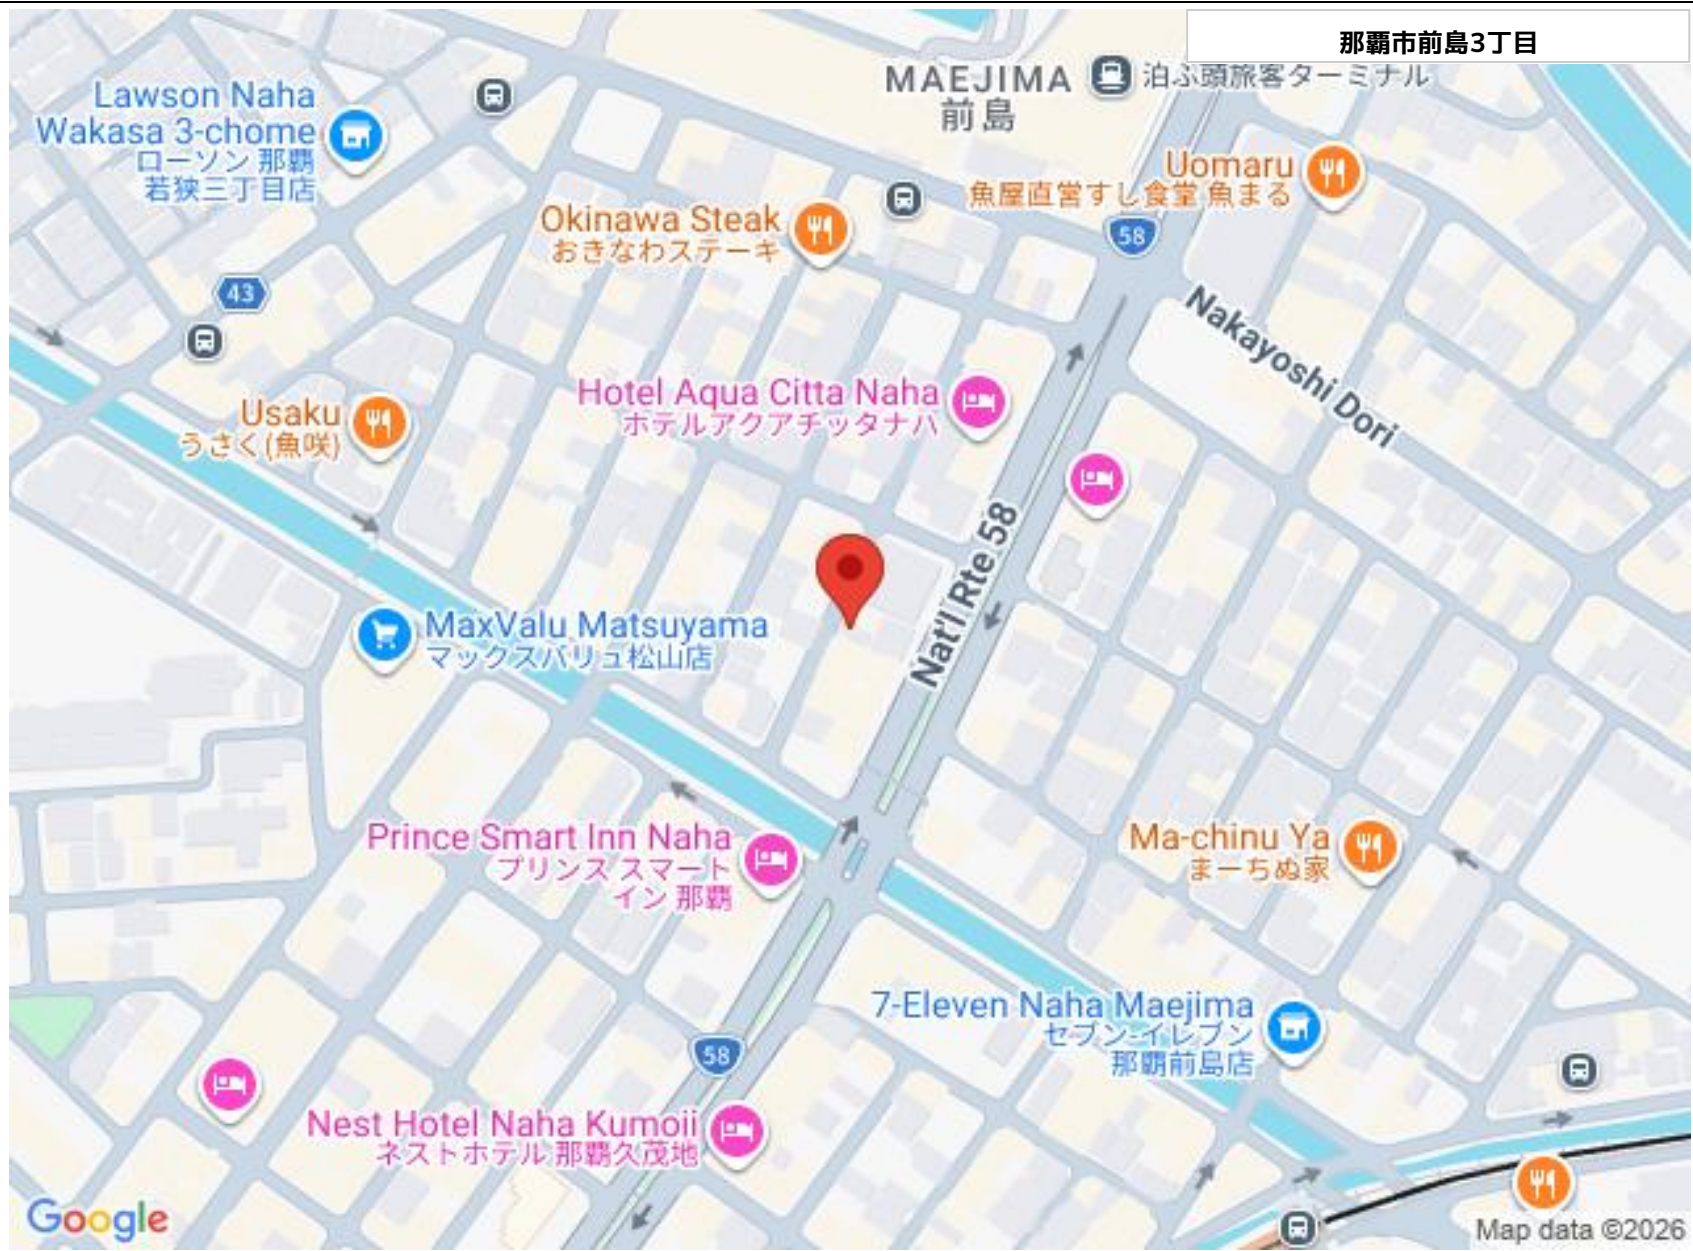 那覇市前島3丁目
MAEJIMA
前島
泊ふ頭旅客ターミナル
Lawson Naha
Wakasa 3-chome
ローソン 那覇
若狭三丁目店
Uomaru
魚屋直営すし食堂 魚まる
Okinawa Steak
おきなわステーキ
58
43
Nakayoshi Dori
Hotel Aqua Citta Naha
ホテルアクアチッタナハ
Usaku
うさく(魚咲)
Nat'l Rte 58
MaxValu Matsuyama
マックスバリュ松山店
Prince Smart Inn Naha
プリンス スマート
イン 那覇
Ma-chinu Ya
まーちぬ家
7-Eleven Naha Maejima
セブン-イレブン
那覇前島店
58
Nest Hotel Naha Kumoji
ネストホテル 那覇久茂地
Google
Map data ©2026